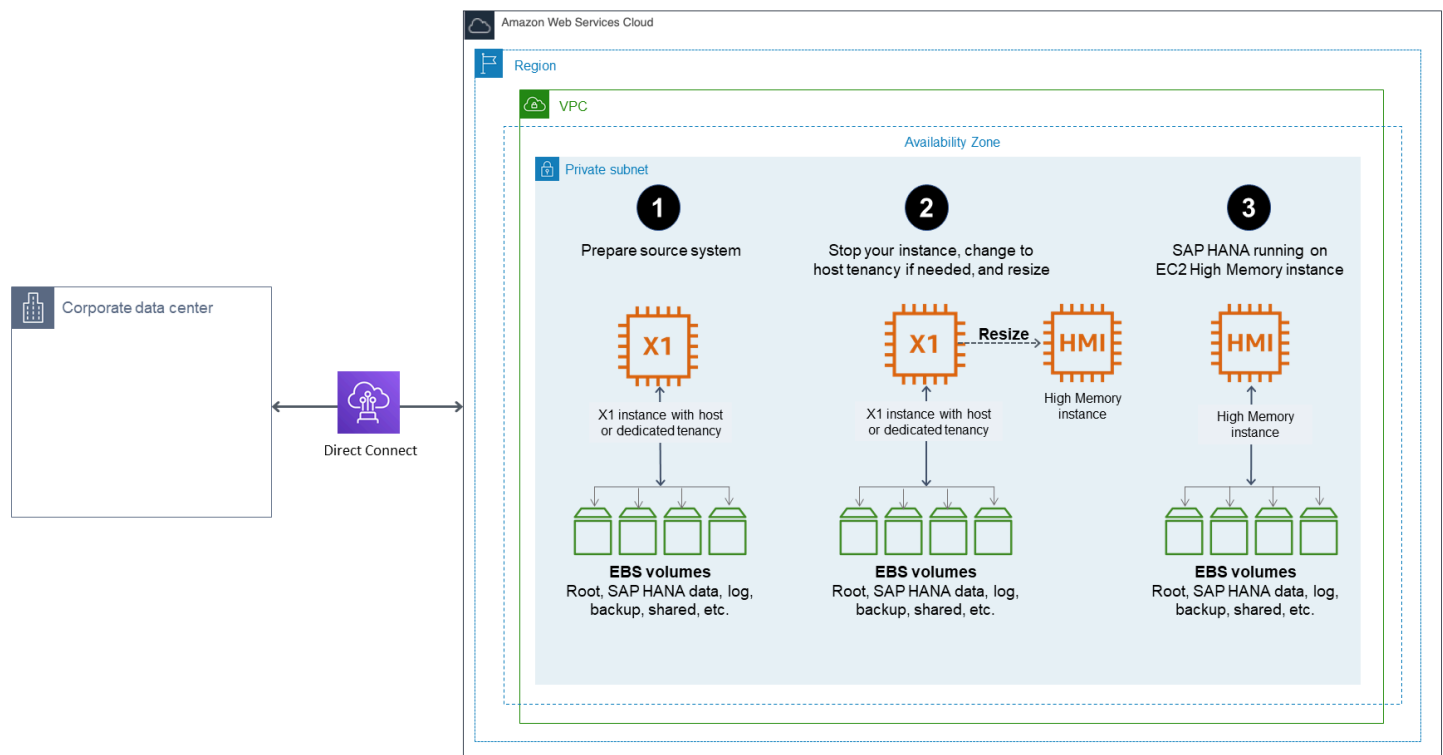 Amazon Web Services Cloud
Region
VPC
Availability Zone
Private subnet
1
Prepare source system
2
Stop your instance, change to
host tenancy if needed, and resize
3
SAP HANA running on
EC2 High Memory instance
Corporate data center
Direct Connect
X1
X1 instance with host
or dedicated tenancy
EBS volumes
Root, SAP HANA data, log,
backup, shared, etc.
X1
Resize
HMI
High Memory
instance
X1 instance with host
or dedicated tenancy
EBS volumes
Root, SAP HANA data, log,
backup, shared, etc.
HMI
High Memory
instance
EBS volumes
Root, SAP HANA data, log,
backup, shared, etc.